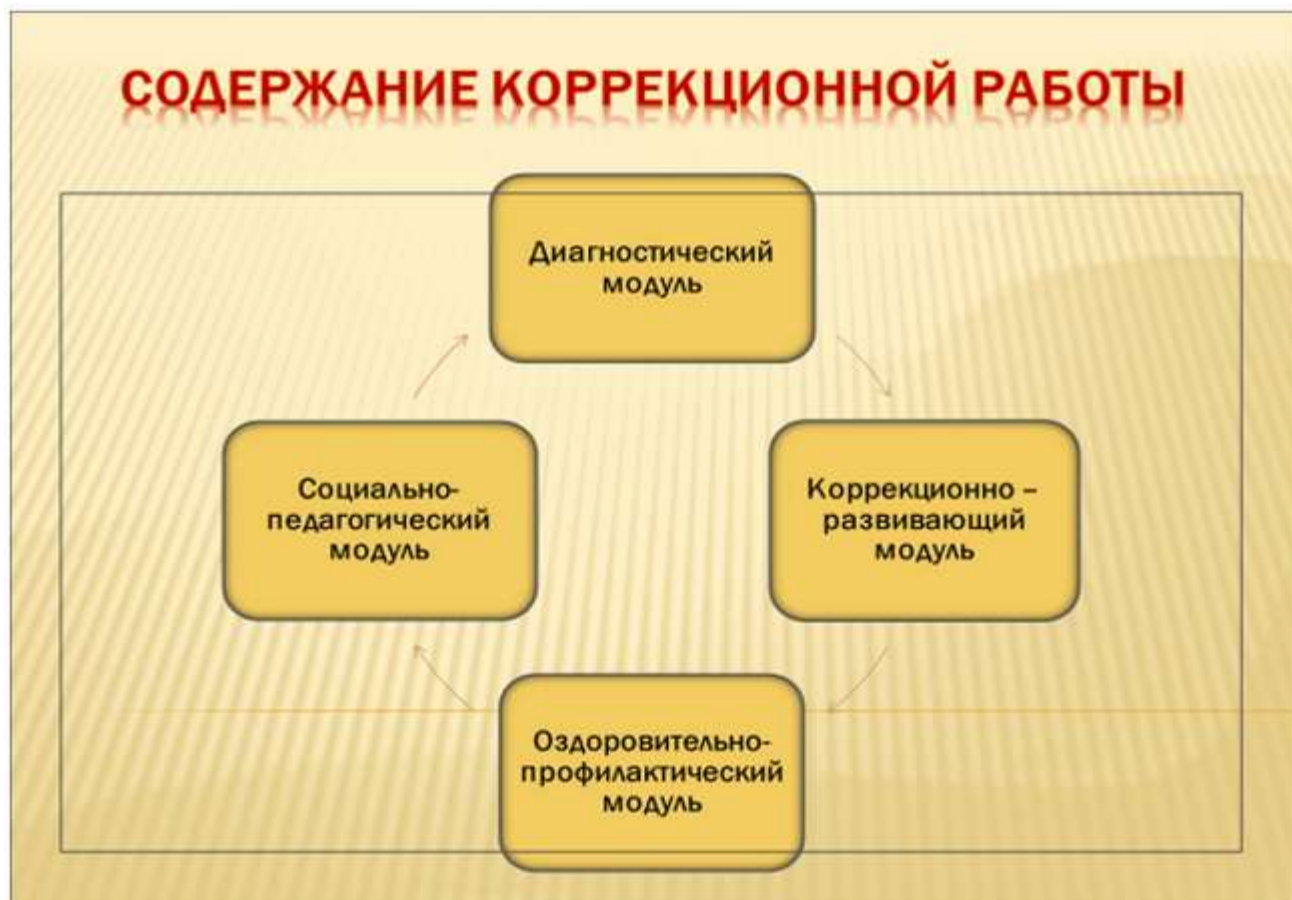 СОДЕРЖАНИЕ КОРРЕКЦИОННОЙ РАБОТЫ
Диагностический
модуль
Социально-
педагогический
модуль
Коррекционно –
развивающий
модуль
Оздоровительно-
профилактический
модуль